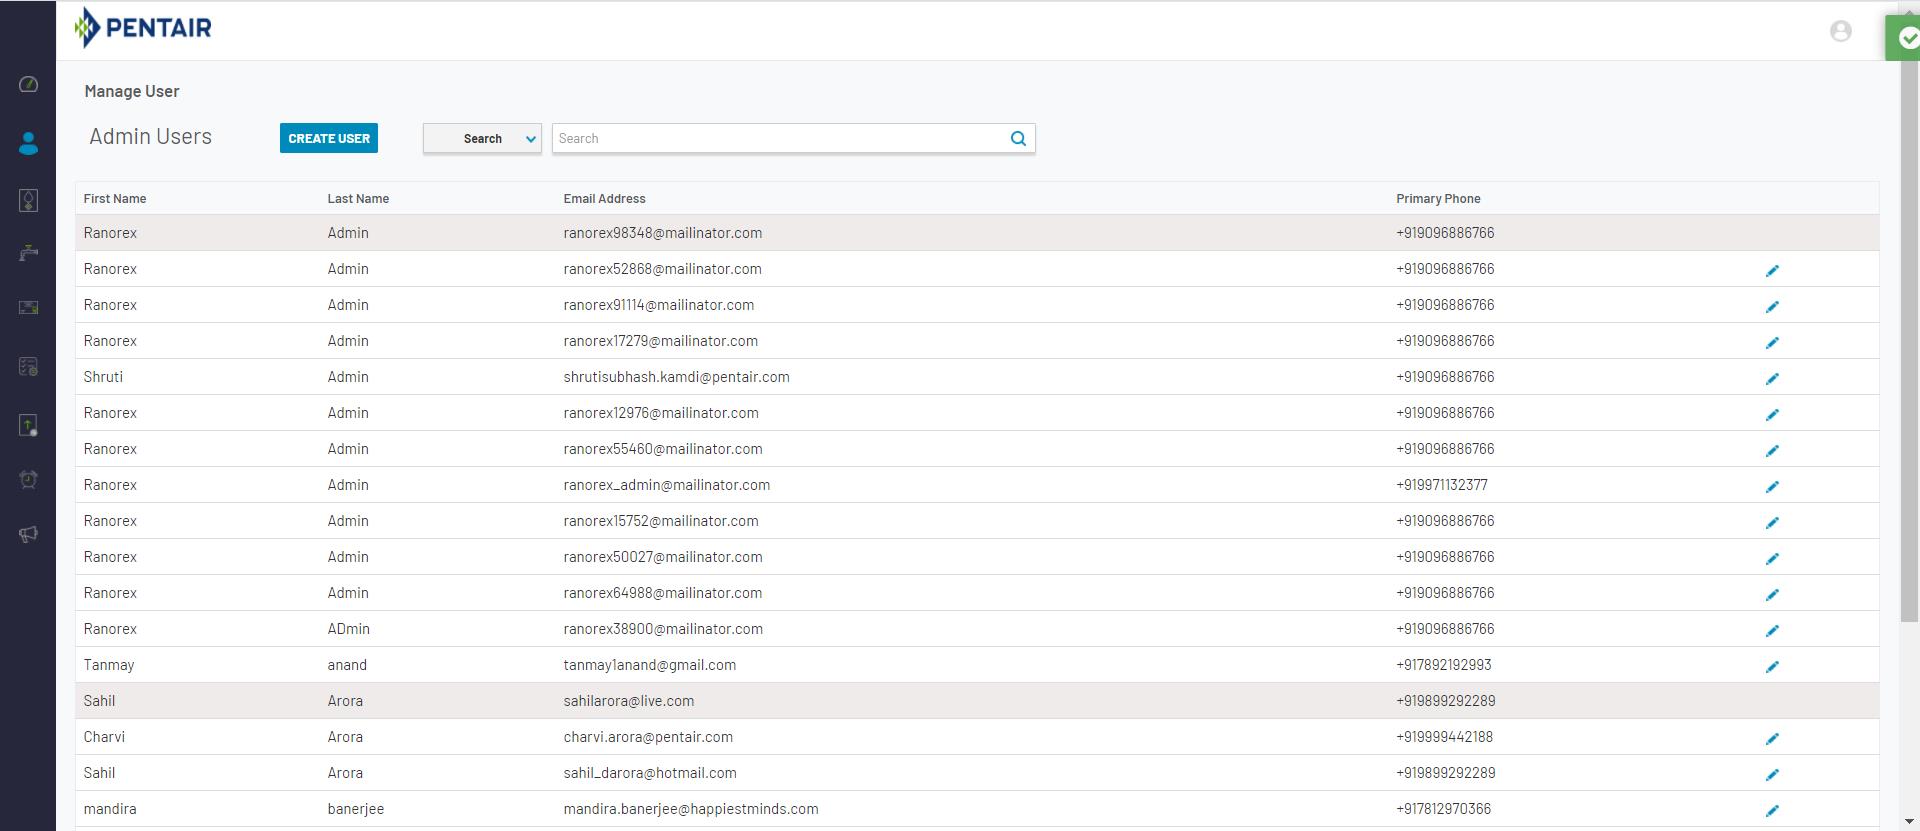 PENTAIR
Manage User
Admin Users CREATE USER Search Search
First Name Last Name Email Address Primary Phone
Ranorex Admin ranorex98348@mailinator.com +919096886766
Ranorex Admin ranorex52868@mailinator.com +919096886766
Ranorex Admin ranorex91114@mailinator.com +919096886766
Ranorex Admin ranorex17279@mailinator.com +919096886766
Shruti Admin shrutisubhash.kamdi@pentair.com +919096886766
Ranorex Admin ranorex12976@mailinator.com +919096886766
Ranorex Admin ranorex55460@mailinator.com +919096886766
Ranorex Admin ranorex_admin@mailinator.com +919971132377
Ranorex Admin ranorex15752@mailinator.com +919096886766
Ranorex Admin ranorex50027@mailinator.com +919096886766
Ranorex Admin ranorex64988@mailinator.com +919096886766
Ranorex ADmin ranorex38900@mailinator.com +919096886766
Tanmay anand tanmay1anand@gmail.com +917892192993
Sahil Arora sahilarora@live.com +919899292289
Charvi Arora charvi.arora@pentair.com +919999442188
Sahil Arora sahil_darora@hotmail.com +919899292289
mandira banerjee mandira.banerjee@happiestminds.com +917812970366